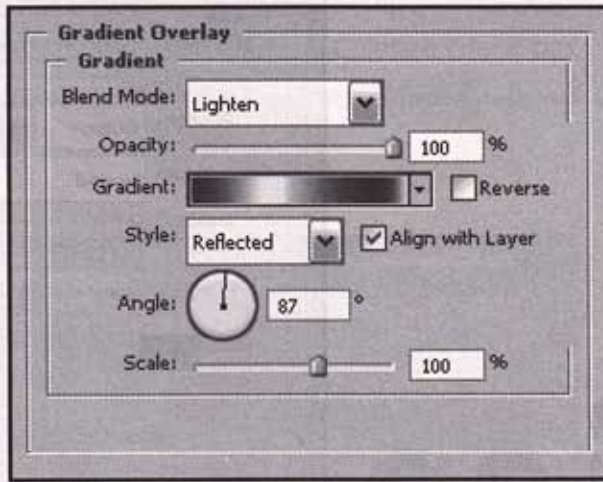 Gradient Overlay
Gradient
Blend Mode: Lighten
Opacity: 100 %
Gradient: Reverse
Style: Reflected Align with Layer
Angle: 87 °
Scale: 100 %